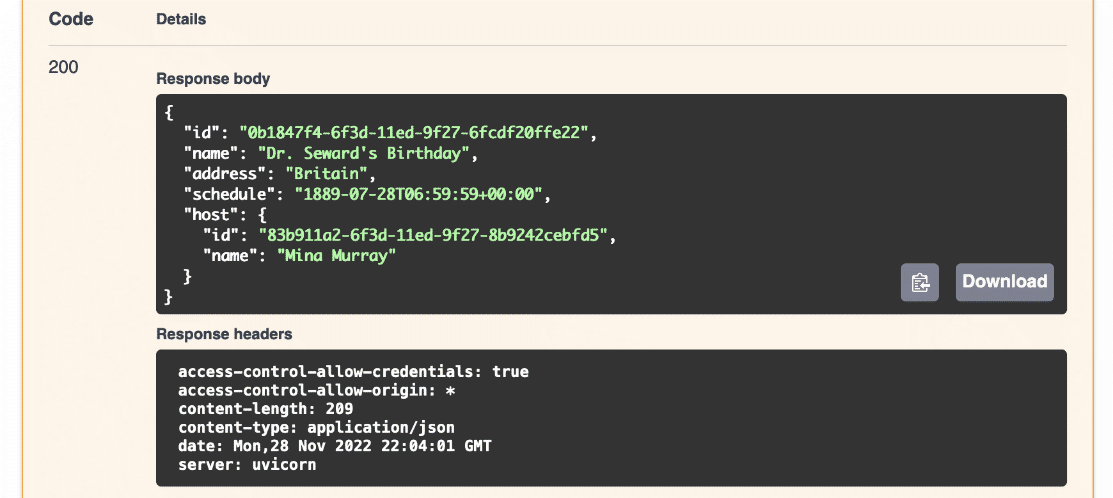 Code Details
200
Response body
{
  "id": "0b1847f4-6f3d-11ed-9f27-6fcdf20ffe22",
  "name": "Dr. Seward's Birthday",
  "address": "Britain",
  "schedule": "1889-07-28T06:59:59+00:00",
  "host": {
    "id": "83b911a2-6f3d-11ed-9f27-8b9242cebfd5",
    "name": "Mina Murray"
  }
}
Download
Response headers
access-control-allow-credentials: true
access-control-allow-origin: *
content-length: 209
content-type: application/json
date: Mon,28 Nov 2022 22:04:01 GMT
server: uvicorn